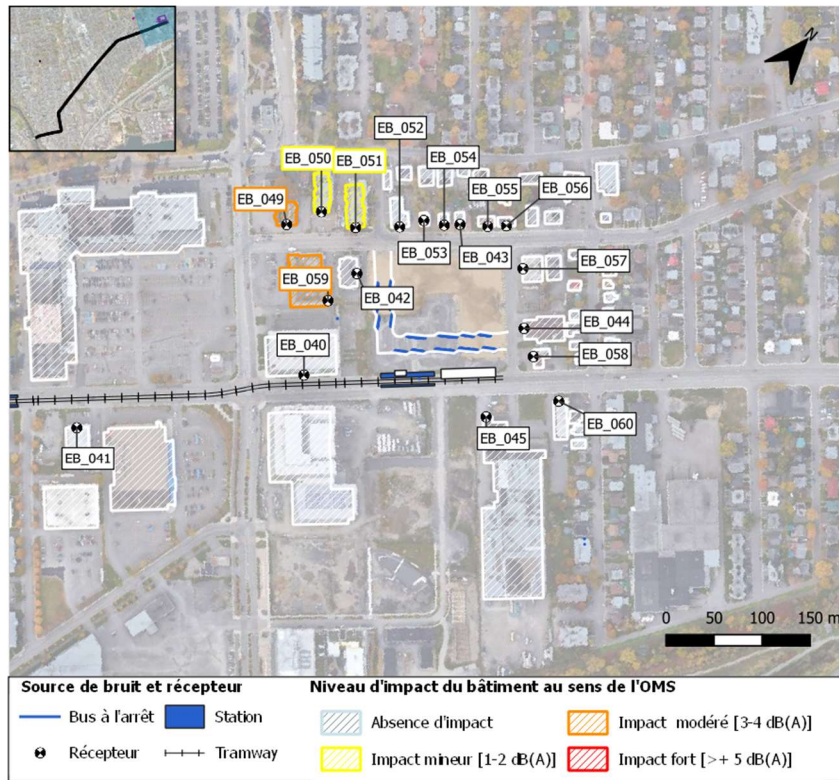 N
EB_052
EB_050
EB_051
EB_054
EB_055
EB_056
EB_049
EB_053
EB_043
EB_057
EB_059
EB_042
EB_044
EB_040
EB_058
EB_060
EB_045
EB_041
0 50 100 150 m
Source de bruit et récepteur
Niveau d'impact du bâtiment au sens de l'OMS
Bus à l'arrêt
Station
Absence d'impact
Impact modéré [3-4 dB(A)]
Récepteur
Tramway
Impact mineur [1-2 dB(A)]
Impact fort [>+ 5 dB(A)]